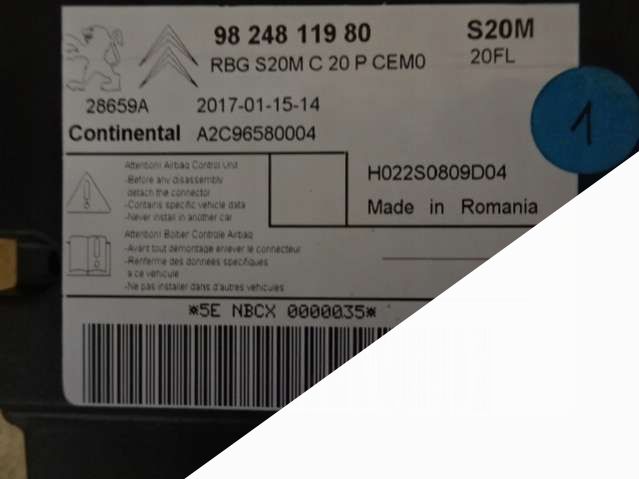 98 248 119 80
S20M
RBG S20M C 20 P CEM0
20FL
28659A
2017-01-15-14
Continental
A2C96580004
1
Attention! Airbag Control Unit
-Before any disassembly
detach the connector
-Contains specific vehicle data
-Never install in another car
H022S0809D04
Made in Romania
Attention! Boîtier Contrôle Airbag
-Avant tout démontage enlever le connecteur
-Renferme des données spécifiques
à ce véhicule
-Ne pas installer dans d'autres véhicules
*5E NBCX 0000035*